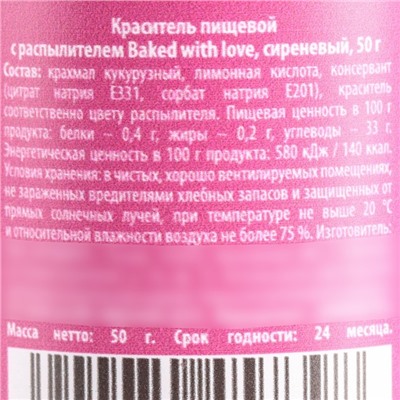 Краситель пищевой
с распылителем Baked with love, сиреневый, 50 г
Состав: крахмал кукурузный, лимонная кислота, консервант
(цитрат натрия Е331, сорбат натрия Е201), краситель
соответственно цвету распылителя. Пищевая ценность в 100 г
продукта: белки – 0,4 г, жиры – 0,2 г, углеводы – 33 г.
Энергетическая ценность в 100 г продукта: 580 кДж / 140 ккал.
Условия хранения: в чистых, хорошо вентилируемых помещениях,
не зараженных вредителями хлебных запасов и защищенных от
прямых солнечных лучей, при температуре не выше 20 °С
и относительной влажности воздуха не более 75 %. Изготовитель:
Масса нетто: 50 г. Срок годности: 24 месяца.